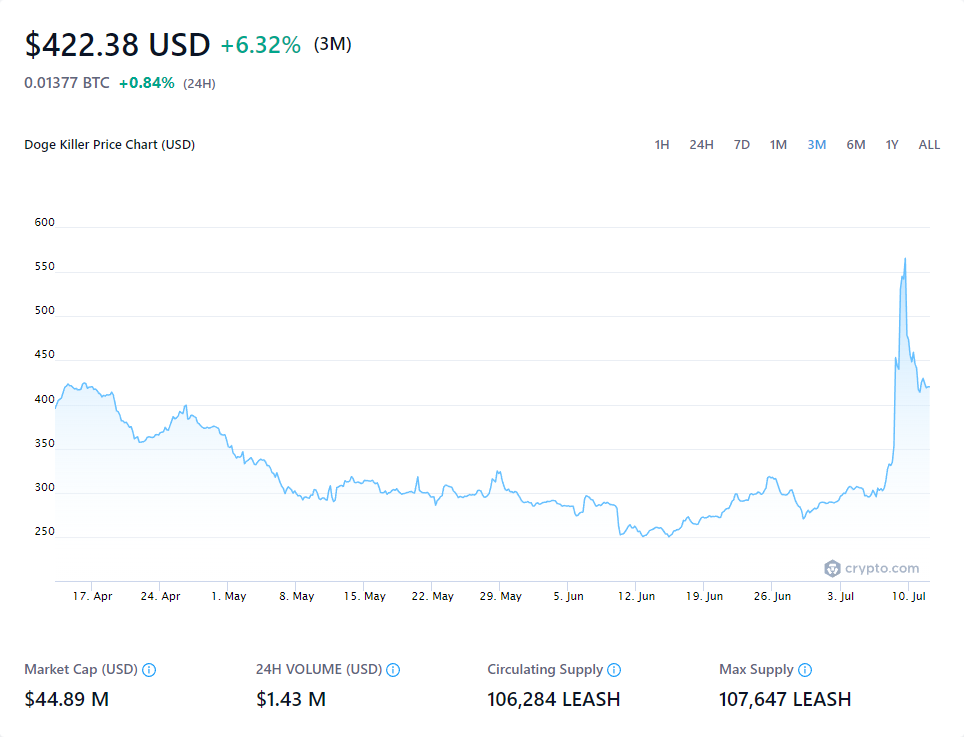 $422.38 USD +6.32% (3M)
0.01377 BTC +0.84% (24H)
Doge Killer Price Chart (USD) 1H 24H 7D 1M 3M 6M 1Y ALL
600
550
500
450
400
350
300
250
crypto.com
17. Apr 24. Apr 1. May 8. May 15. May 22. May 29. May 5. Jun 12. Jun 19. Jun 26. Jun 3. Jul 10. Jul
Market Cap (USD) 24H VOLUME (USD) Circulating Supply Max Supply
$44.89 M $1.43 M 106,284 LEASH 107,647 LEASH